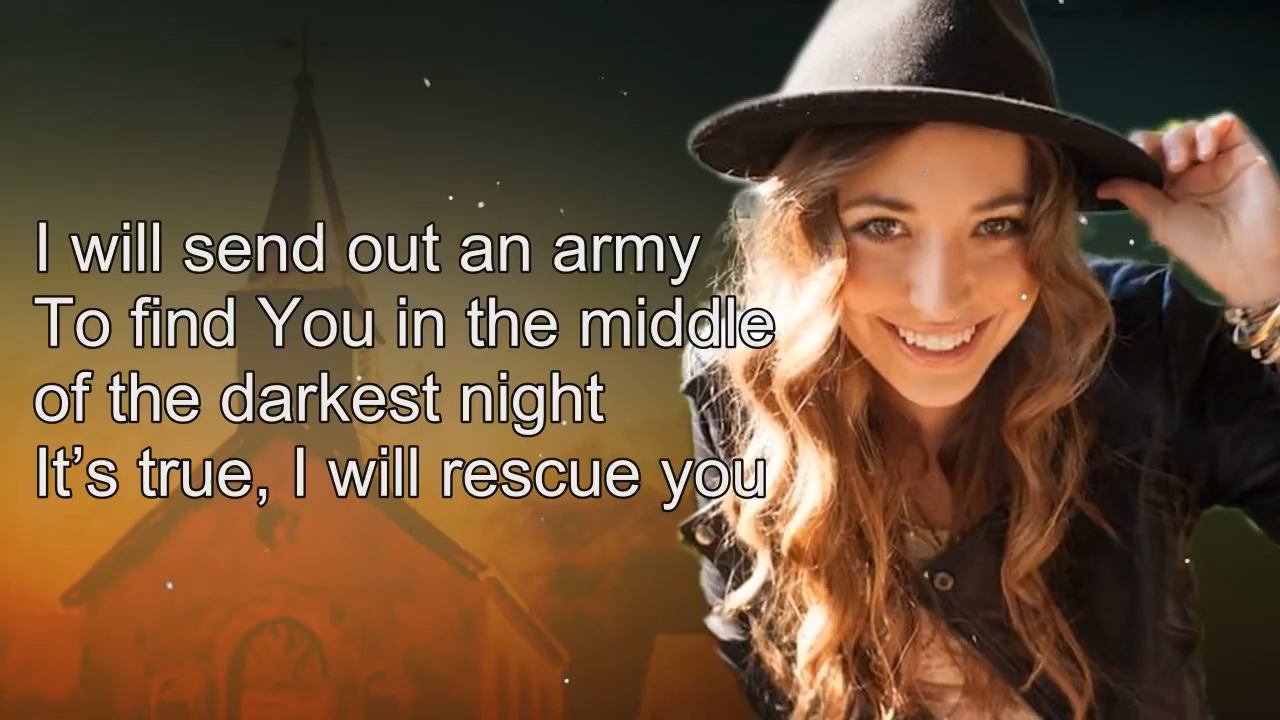 I will send out an army
To find You in the middle
of the darkest night
It’s true, I will rescue you